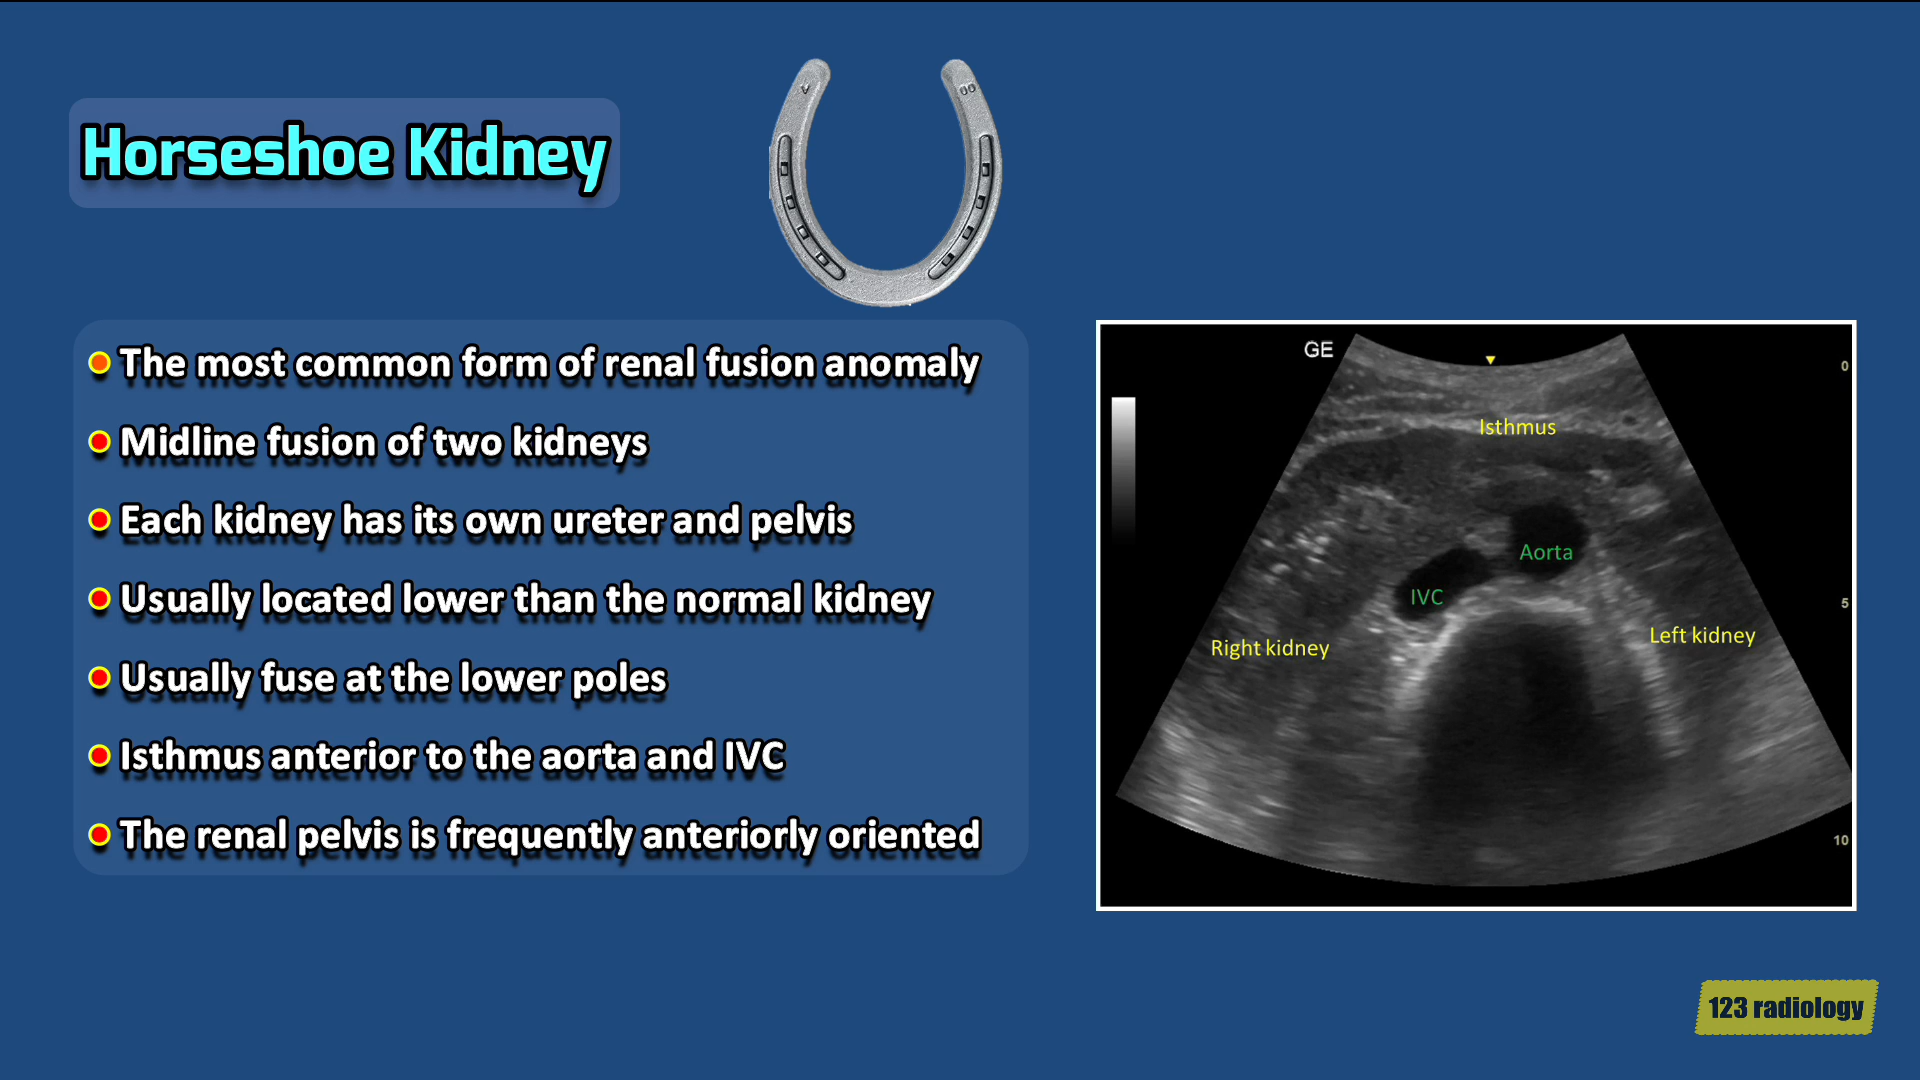 Horseshoe Kidney
The most common form of renal fusion anomaly
Midline fusion of two kidneys
Each kidney has its own ureter and pelvis
Usually located lower than the normal kidney
Usually fuse at the lower poles
Isthmus anterior to the aorta and IVC
The renal pelvis is frequently anteriorly oriented
GE
0
Isthmus
Aorta
IVC
5
Left kidney
Right kidney
10
123 radiology